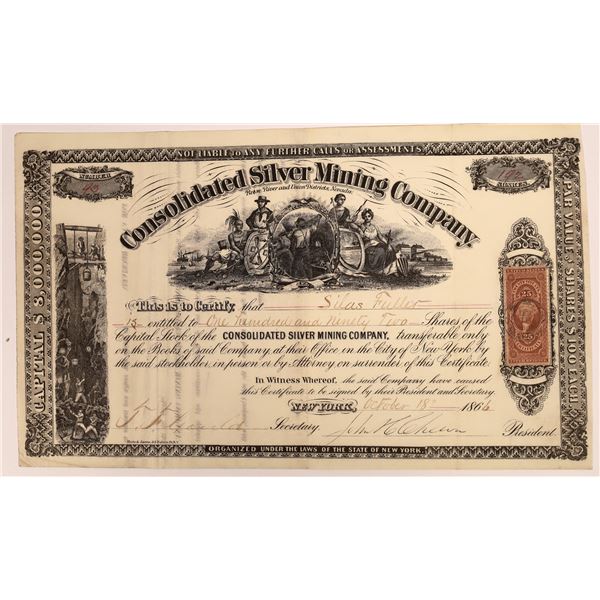 NOT LIABLE TO ANY FURTHER CALLS OR ASSESSMENTS.
NUMBER
43
192
SHARES
Consolidated Silver Mining Company
Reese River and Union Districts, Nevada.
CAPITAL $ 3,000,000.
PAR VALUE OF SHARES $ 100 EACH
This is to Certify that Silas Fuller
is entitled to One hundred and Ninety Two Shares of the
Capital Stock of the CONSOLIDATED SILVER MINING COMPANY, transferable only
on the Books of said Company, at their Office in the City of New York by
the said stockholder, in person or by Attorney on surrender of this Certificate.
In Witness Whereof, the said Company have caused
this Certificate to be signed by their President and Secretary.
NEW YORK, October 18 1866
Secretary.
President.
25
25
ORGANIZED UNDER THE LAWS OF THE STATE OF NEW YORK.